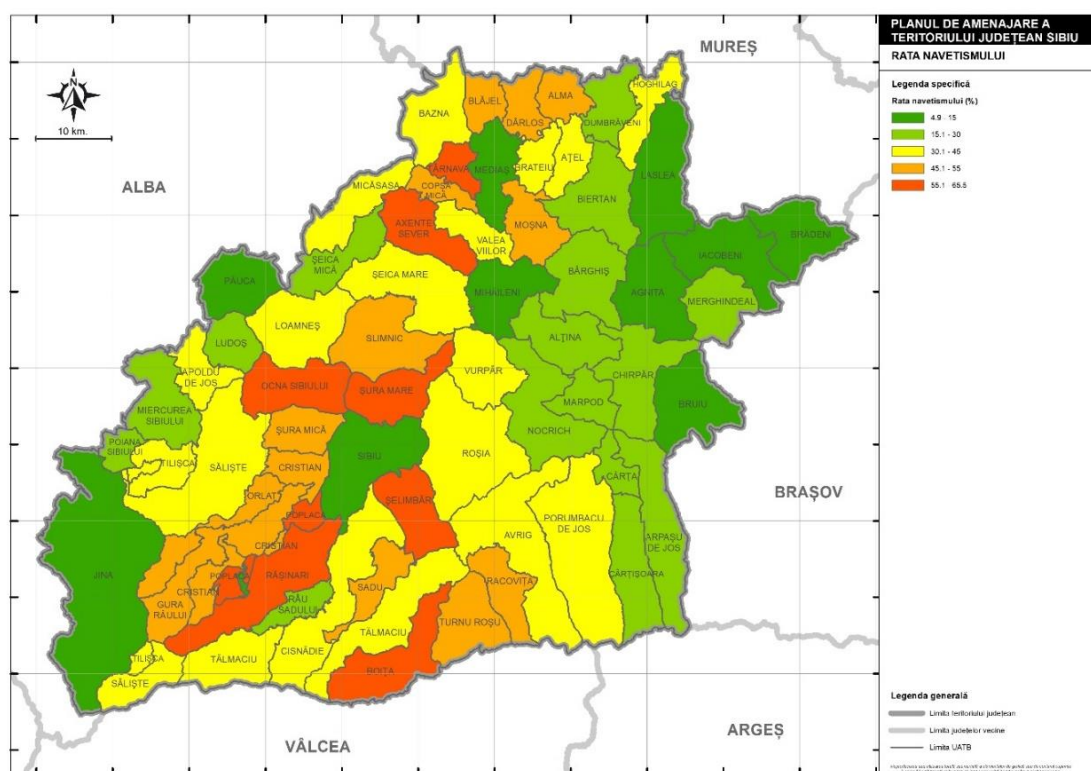 PLANUL DE AMENAJARE A
TERITORIULUI JUDEȚEAN SIBIU
RATA NAVETISMULUI
Legenda specifică
Rata navetismului (%)
4.9 - 15
15.1 - 30
30.1 - 45
45.1 - 55
55.1 - 65.5
10 km.
MUREȘ
ALBA
BRAȘOV
ARGEȘ
VÂLCEA
HOGHILAG
BAZNA
BLĂJEL
DÂRLOS
ALMA
DUMBRĂVENI
TÂRNAVA
MEDIAȘ
BRATEIU
AȚEL
LASLEA
MICĂSASA
COPȘA
MICĂ
BIERTAN
AXENTE
SEVER
MOȘNA
VALEA
VIILOR
BRĂDENI
IACOBENI
ȘEICA
MICĂ
ȘEICA MARE
BÂRGHIȘ
PĂUCA
MIHAILENI
AGNITA
MERGHINDEAL
LOAMNEȘ
SLIMNIC
ALȚINA
LUDOȘ
APOLDU
DE JOS
VURPĂR
CHIRPĂR
OCNA SIBIULUI
ȘURA MARE
MARPOD
BRUIU
MIERCUREA
SIBIULUI
ȘURA MICĂ
NOCRICH
POIANA
SIBIULUI
TILIȘCA
SĂLIȘTE
CRISTIAN
SIBIU
ROȘIA
CÂRȚA
ORLAT
ȘELIMBĂR
POPLACA
PORUMBACU
DE JOS
AVRIG
ARPAȘU
DE JOS
CRISTIAN
JINA
POPLACA
RĂȘINARI
CÂRȚIȘOARA
CRISTIAN
RÂU
SADULUI
SADU
RACOVIȚA
GURA
RÂULUI
TURNU ROȘU
TĂLMACIU
TILIȘCA
TĂLMACIU
CISNĂDIE
BOIȚA
SĂLIȘTE
Legenda generală
Limita teritoriului județean
Limita județelor vecine
Limita UATB